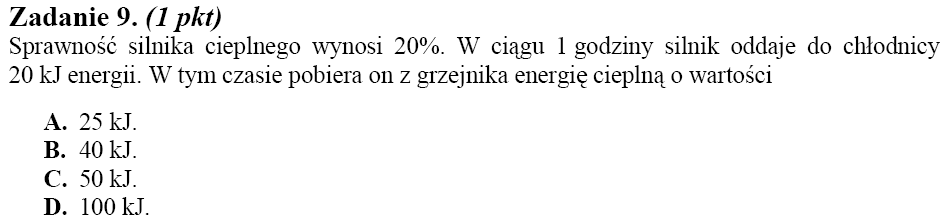 Zadanie 9. (1 pkt)
Sprawność silnika cieplnego wynosi 20%. W ciągu 1 godziny silnik oddaje do chłodnicy
20 kJ energii. W tym czasie pobiera on z grzejnika energię cieplną o wartości
A. 25 kJ.
B. 40 kJ.
C. 50 kJ.
D. 100 kJ.